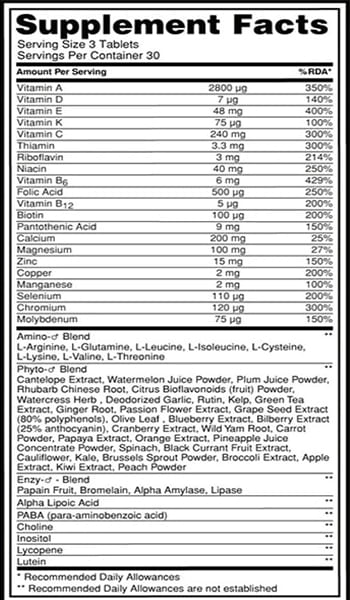 Supplement Facts
Serving Size 3 Tablets
Servings Per Container 30
Amount Per Serving %RDA*
Vitamin A 2800 µg 350%
Vitamin D 7 µg 140%
Vitamin E 48 mg 400%
Vitamin K 75 µg 100%
Vitamin C 240 mg 300%
Thiamin 3.3 mg 300%
Riboflavin 3 mg 214%
Niacin 40 mg 250%
Vitamin B6 6 mg 429%
Folic Acid 500 µg 250%
Vitamin B12 5 µg 200%
Biotin 100 µg 200%
Pantothenic Acid 9 mg 150%
Calcium 200 mg 25%
Magnesium 100 mg 27%
Zinc 15 mg 150%
Copper 2 mg 200%
Manganese 2 mg 100%
Selenium 110 µg 200%
Chromium 120 µg 300%
Molybdenum 75 µg 150%
Amino-♂ Blend **
L-Arginine, L-Glutamine, L-Leucine, L-Isoleucine, L-Cysteine,
L-Lysine, L-Valine, L-Threonine
Phyto-♂ Blend **
Cantelope Extract, Watermelon Juice Powder, Plum Juice Powder,
Rhubarb Chinese Root, Citrus Bioflavonoids (fruit) Powder,
Watercress Herb , Deodorized Garlic, Rutin, Kelp, Green Tea
Extract, Ginger Root, Passion Flower Extract, Grape Seed Extract
(80% polyphenols), Olive Leaf , Blueberry Extract, Bilberry Extract
(25% anthocyanin), Cranberry Extract, Wild Yam Root, Carrot
Powder, Papaya Extract, Orange Extract, Pineapple Juice
Concentrate Powder, Spinach, Black Currant Fruit Extract,
Cauliflower, Kale, Brussels Sprout Powder, Broccoli Extract, Apple
Extract, Kiwi Extract, Peach Powder
Enzy-♂ - Blend **
Papain Fruit, Bromelain, Alpha Amylase, Lipase
Alpha Lipoic Acid **
PABA (para-aminobenzoic acid) **
Choline **
Inositol **
Lycopene **
Lutein **
* Recommended Daily Allowances
** Recommended Daily Allowances are not established